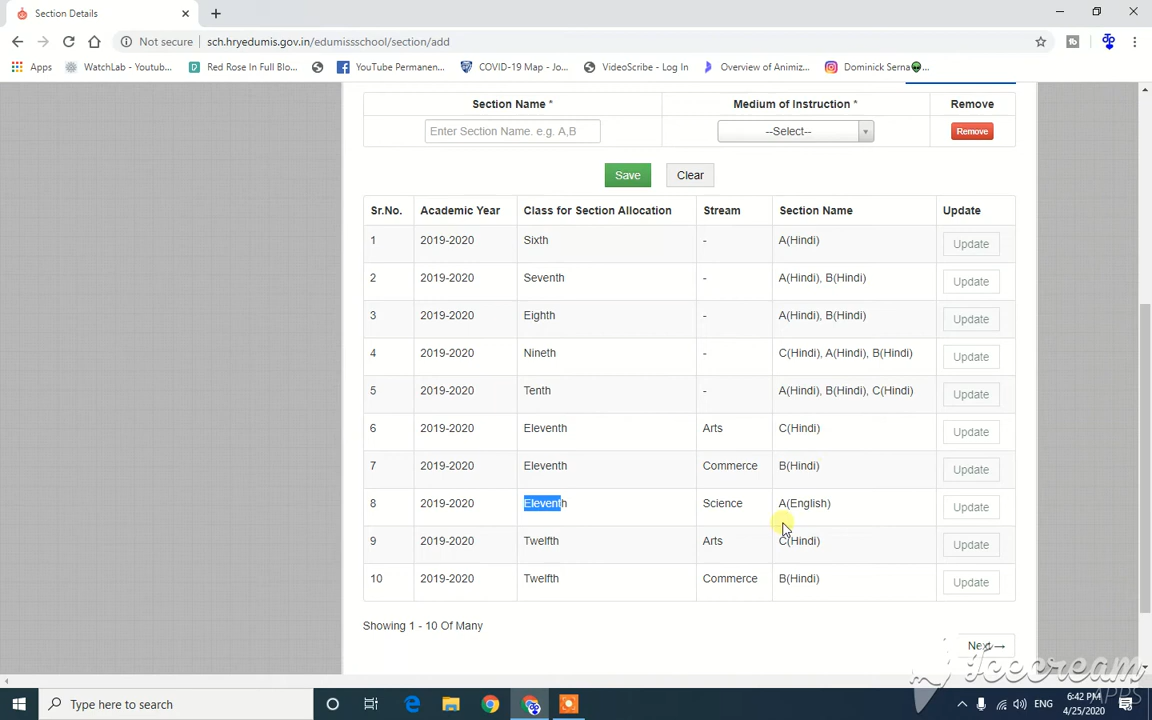 Section Details
Not secure | sch.hryedumis.gov.in/edumissschool/section/add
Apps WatchLab - Youtub... Red Rose In Full Blo... YouTube Permanen... COVID-19 Map - Jo... VideoScribe - Log In Overview of Animiz... Dominick Serna👽...
Section Name * Medium of Instruction * Remove
Enter Section Name. e.g. A,B --Select-- Remove
Save Clear
Sr.No. Academic Year Class for Section Allocation Stream Section Name Update
1 2019-2020 Sixth - A(Hindi) Update
2 2019-2020 Seventh - A(Hindi), B(Hindi) Update
3 2019-2020 Eighth - A(Hindi), B(Hindi) Update
4 2019-2020 Nineth - C(Hindi), A(Hindi), B(Hindi) Update
5 2019-2020 Tenth - A(Hindi), B(Hindi), C(Hindi) Update
6 2019-2020 Eleventh Arts C(Hindi) Update
7 2019-2020 Eleventh Commerce B(Hindi) Update
8 2019-2020 Eleventh Science A(English) Update
9 2019-2020 Twelfth Arts C(Hindi) Update
10 2019-2020 Twelfth Commerce B(Hindi) Update
Showing 1 - 10 Of Many
Next→
Icecream
APPS
Type here to search
ENG
6:42 PM
4/25/2020